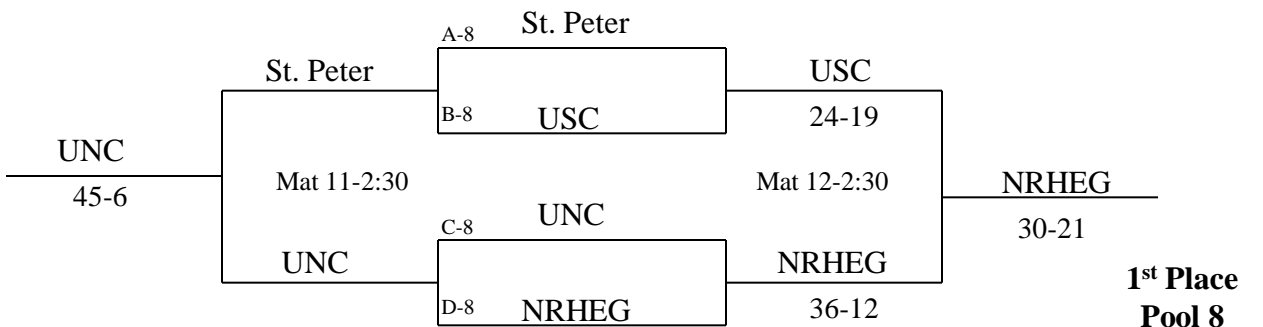 A-8 St. Peter
St. Peter
USC
B-8 USC
24-19
UNC
45-6
Mat 11-2:30
Mat 12-2:30
NRHEG
30-21
C-8 UNC
UNC
NRHEG
D-8 NRHEG
36-12
1st Place
Pool 8